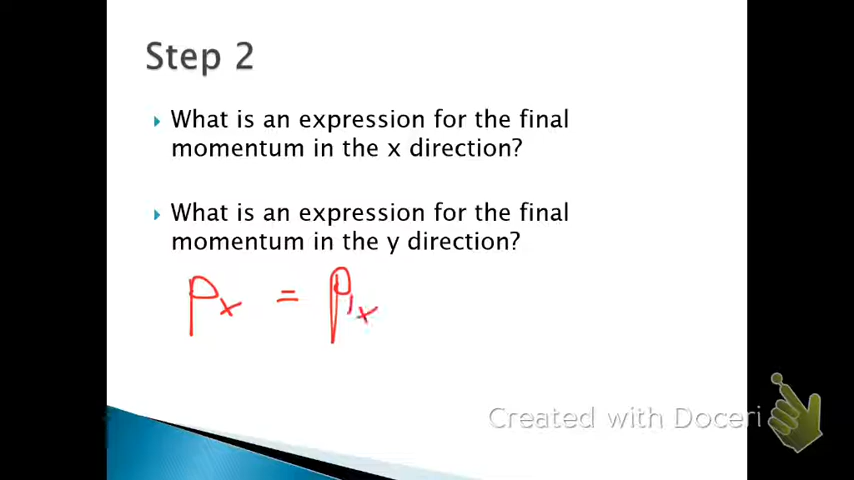 Step 2
What is an expression for the final
momentum in the x direction?
What is an expression for the final
momentum in the y direction?
Px = P1x
Created with Doceri